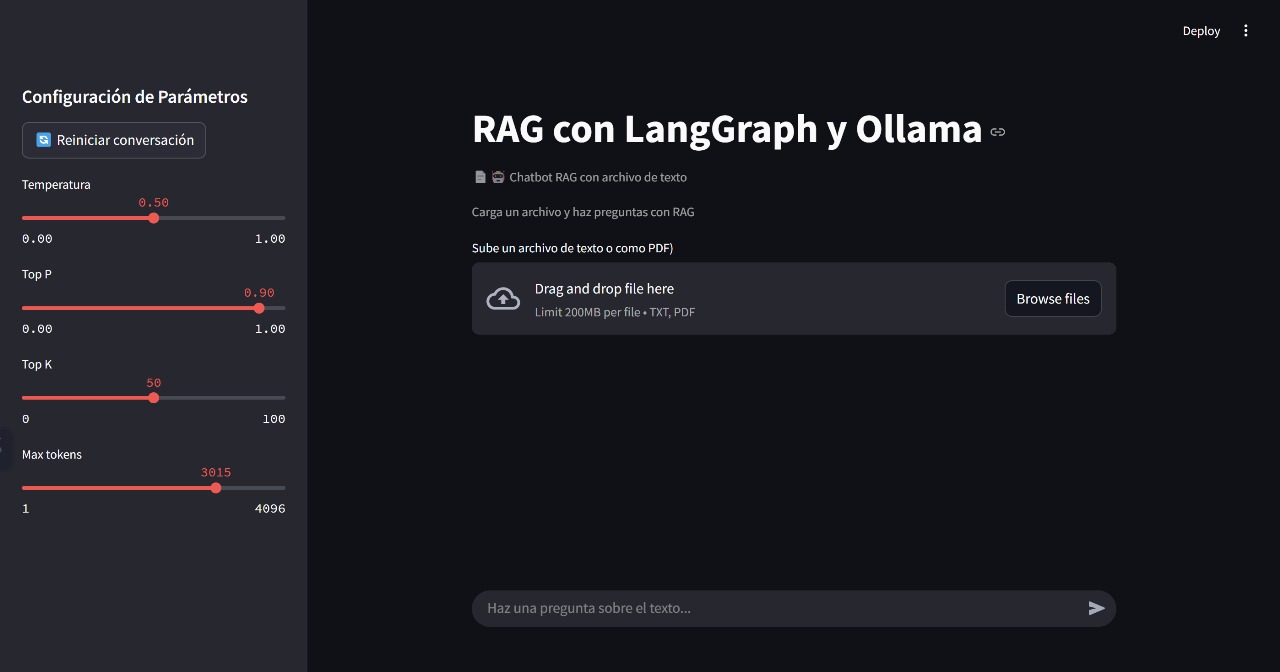 Deploy
Configuración de Parámetros
Reiniciar conversación
Temperatura
0.50
0.00 1.00
Top P
0.90
0.00 1.00
Top K
50
0 100
Max tokens
3015
1 4096
RAG con LangGraph y Ollama
Chatbot RAG con archivo de texto
Carga un archivo y haz preguntas con RAG
Sube un archivo de texto o como PDF)
Drag and drop file here
Limit 200MB per file • TXT, PDF
Browse files
Haz una pregunta sobre el texto...